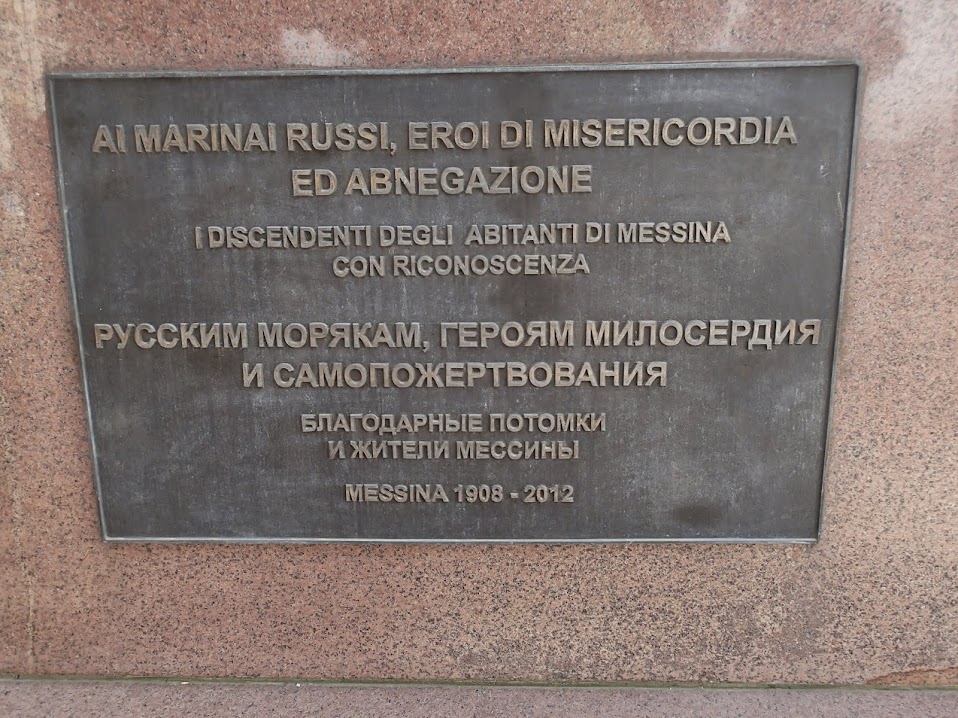 AI MARINAI RUSSI, EROI DI MISERICORDIA
ED ABNEGAZIONE
I DISCENDENTI DEGLI ABITANTI DI MESSINA
CON RICONOSCENZA
РУССКИМ МОРЯКАМ, ГЕРОЯМ МИЛОСЕРДИЯ
И САМОПОЖЕРТВОВАНИЯ
БЛАГОДАРНЫЕ ПОТОМКИ
И ЖИТЕЛИ МЕССИНЫ
MESSINA 1908 - 2012